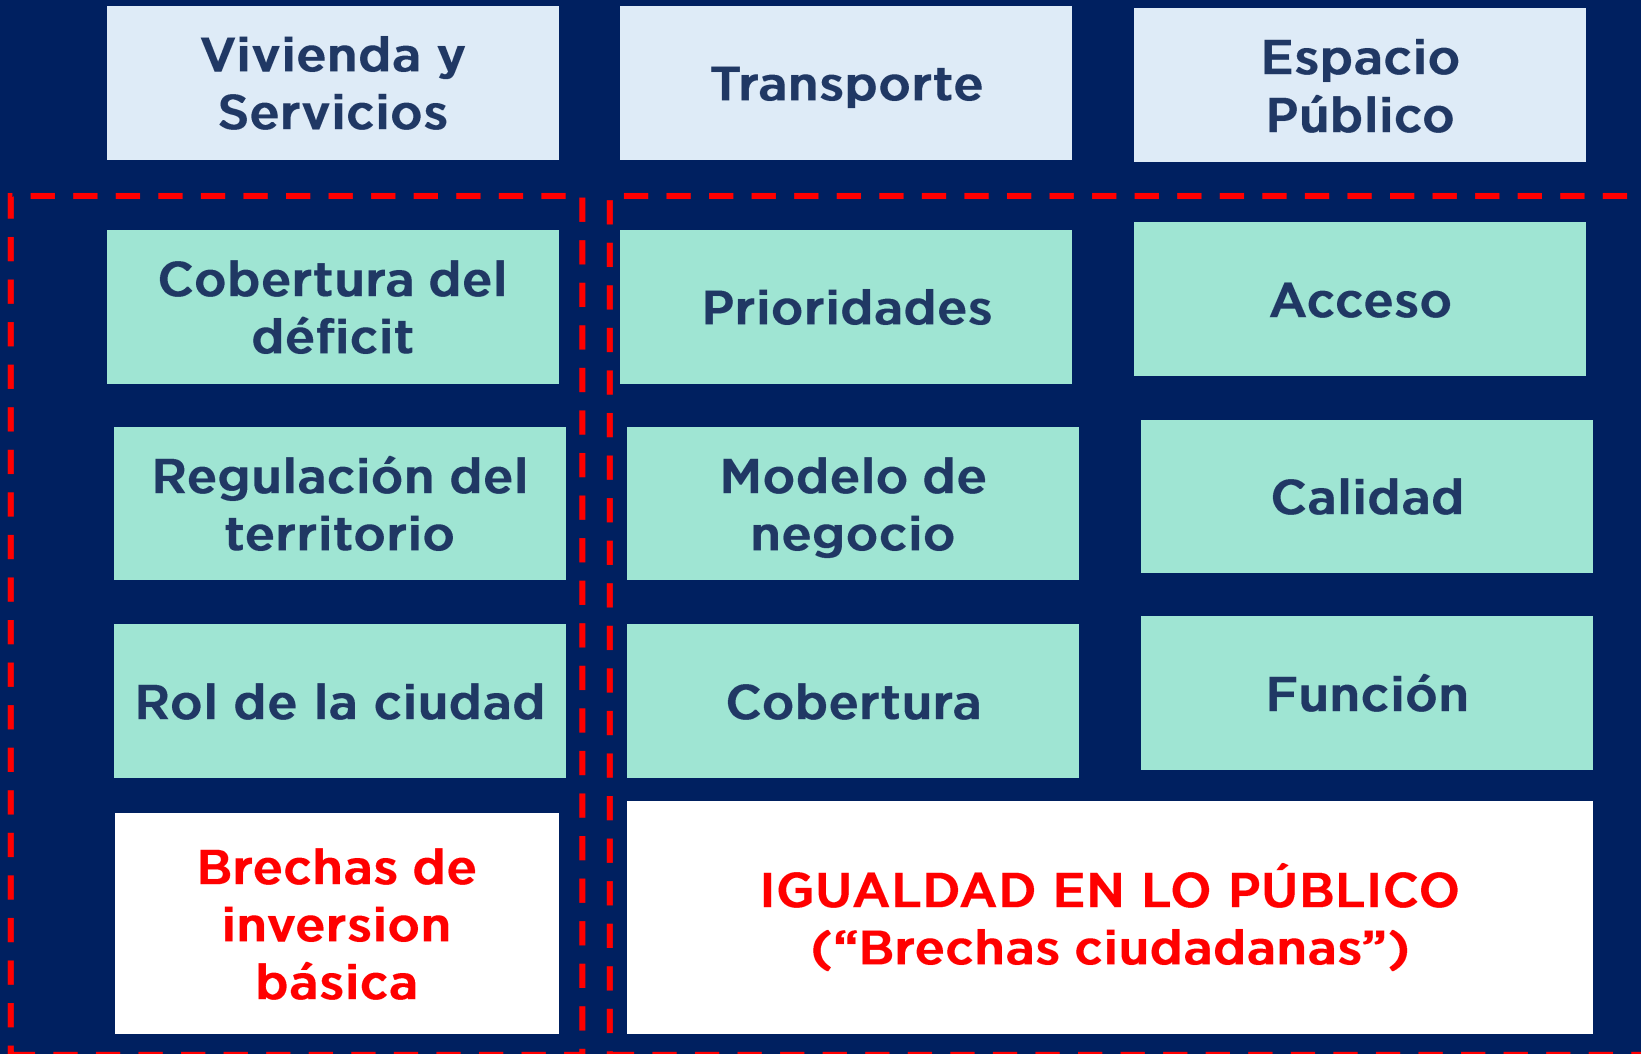 Vivienda y
Servicios
Transporte
Espacio
Público
Cobertura del
déficit
Prioridades
Acceso
Regulación del
territorio
Modelo de
negocio
Calidad
Rol de la ciudad
Cobertura
Función
Brechas de
inversion
básica
IGUALDAD EN LO PÚBLICO
(“Brechas ciudadanas”)